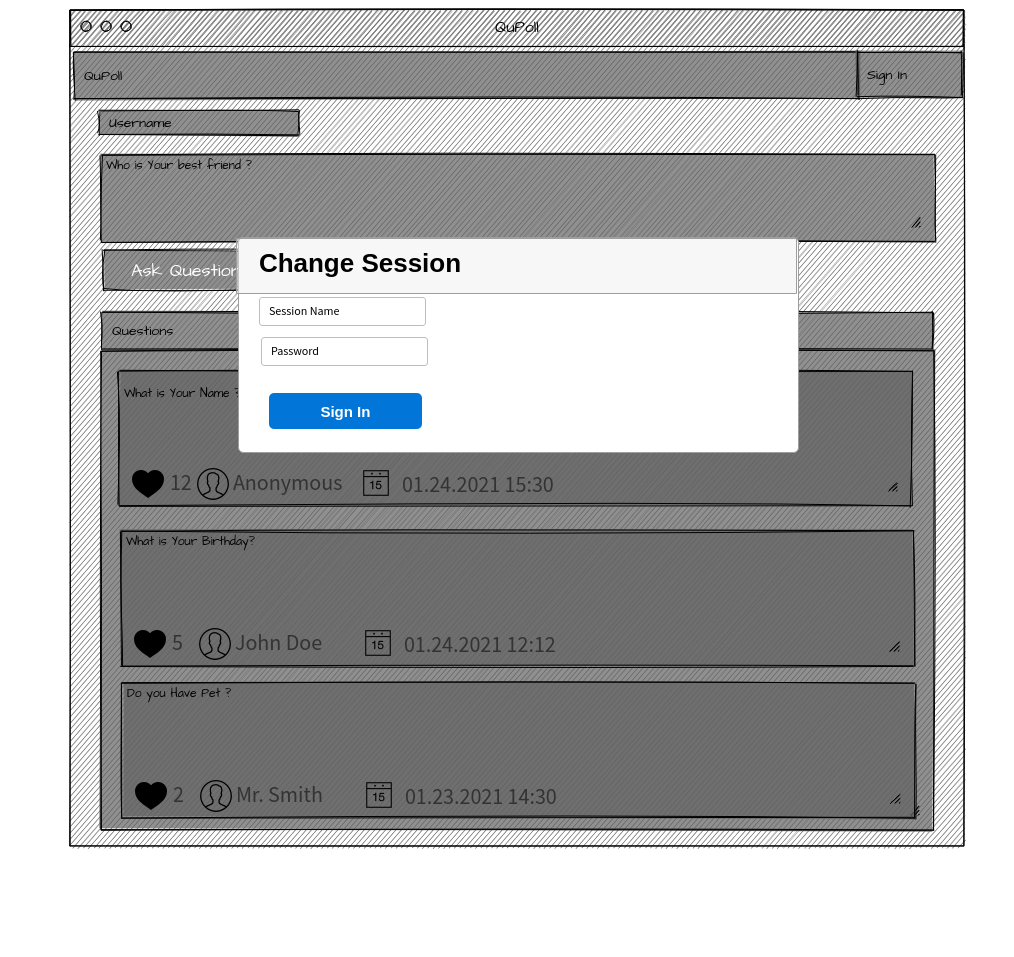 QuPoll
QuPoll
Sign In
Username
Who is Your best friend ?
Ask Question
Change Session
Session Name
Password
Sign In
Questions
What is Your Name ?
12 Anonymous 15 01.24.2021 15:30
What is Your Birthday?
5 John Doe 15 01.24.2021 12:12
Do you Have Pet ?
2 Mr. Smith 15 01.23.2021 14:30